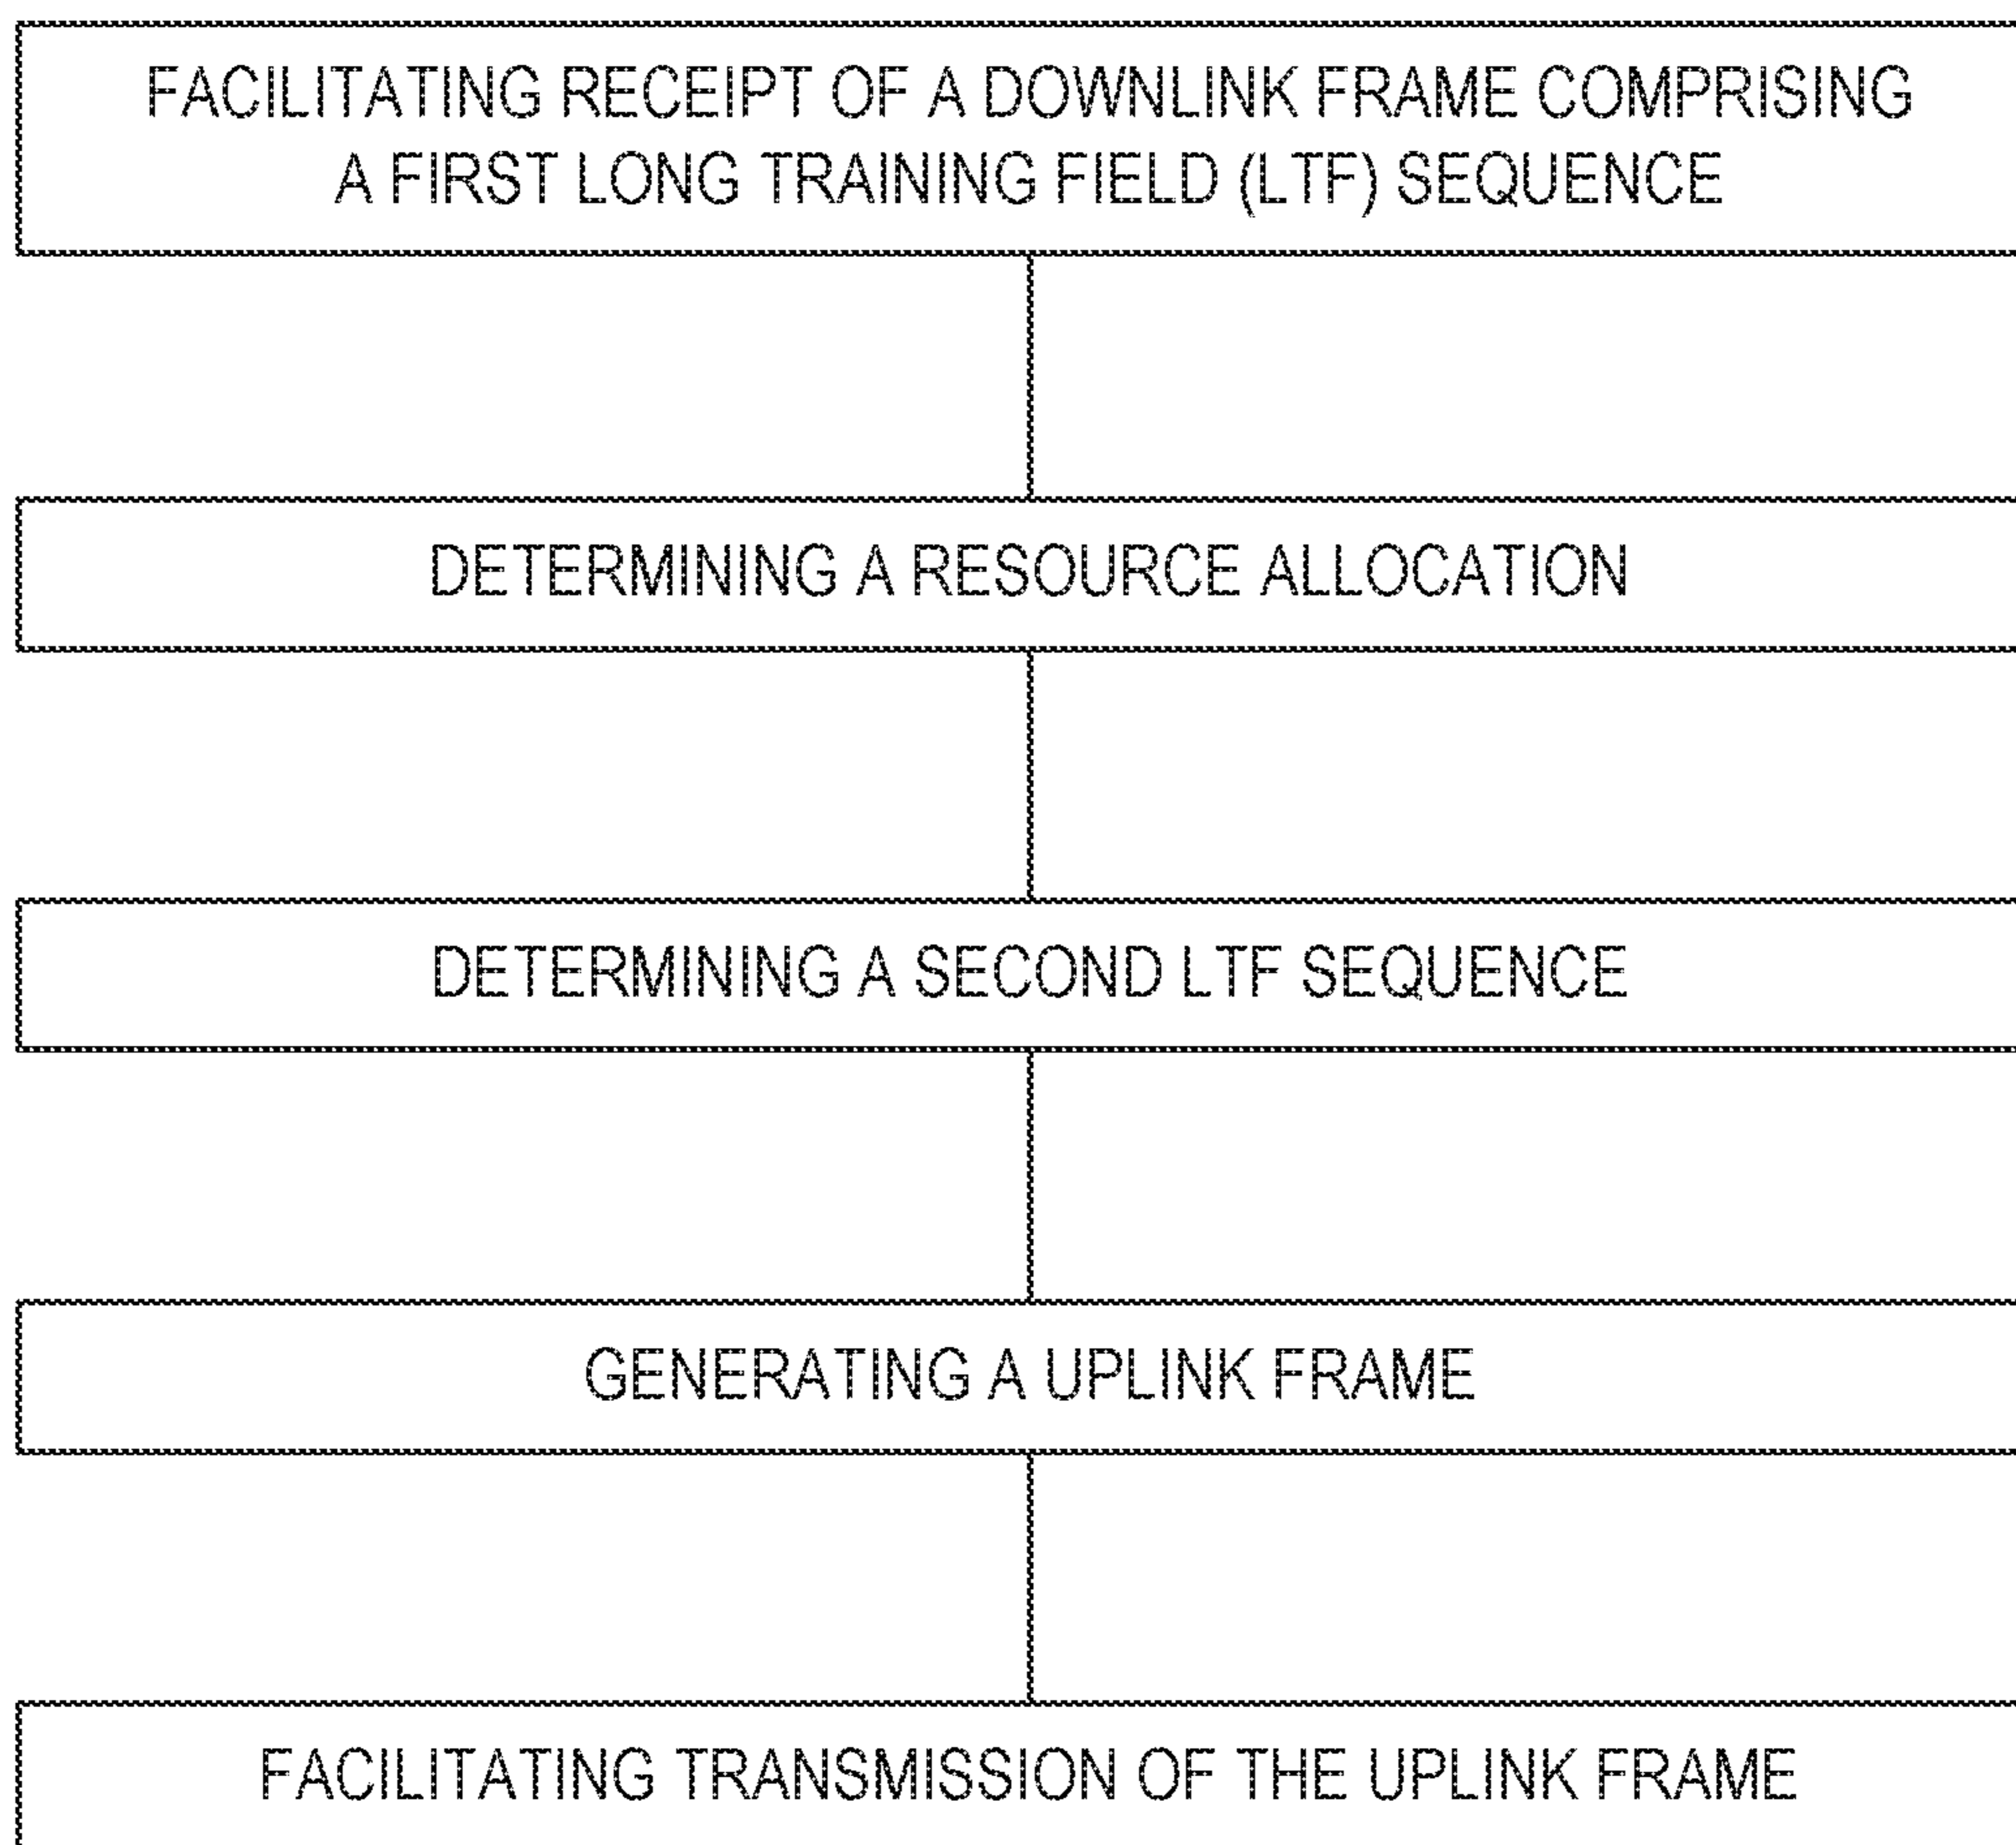 FACILITATING RECEIPT OF A DOWNLINK FRAME COMPRISING
A FIRST LONG TRAINING FIELD (LTF) SEQUENCE
DETERMINING A RESOURCE ALLOCATION
DETERMINING A SECOND LTF SEQUENCE
GENERATING A UPLINK FRAME
FACILITATING TRANSMISSION OF THE UPLINK FRAME